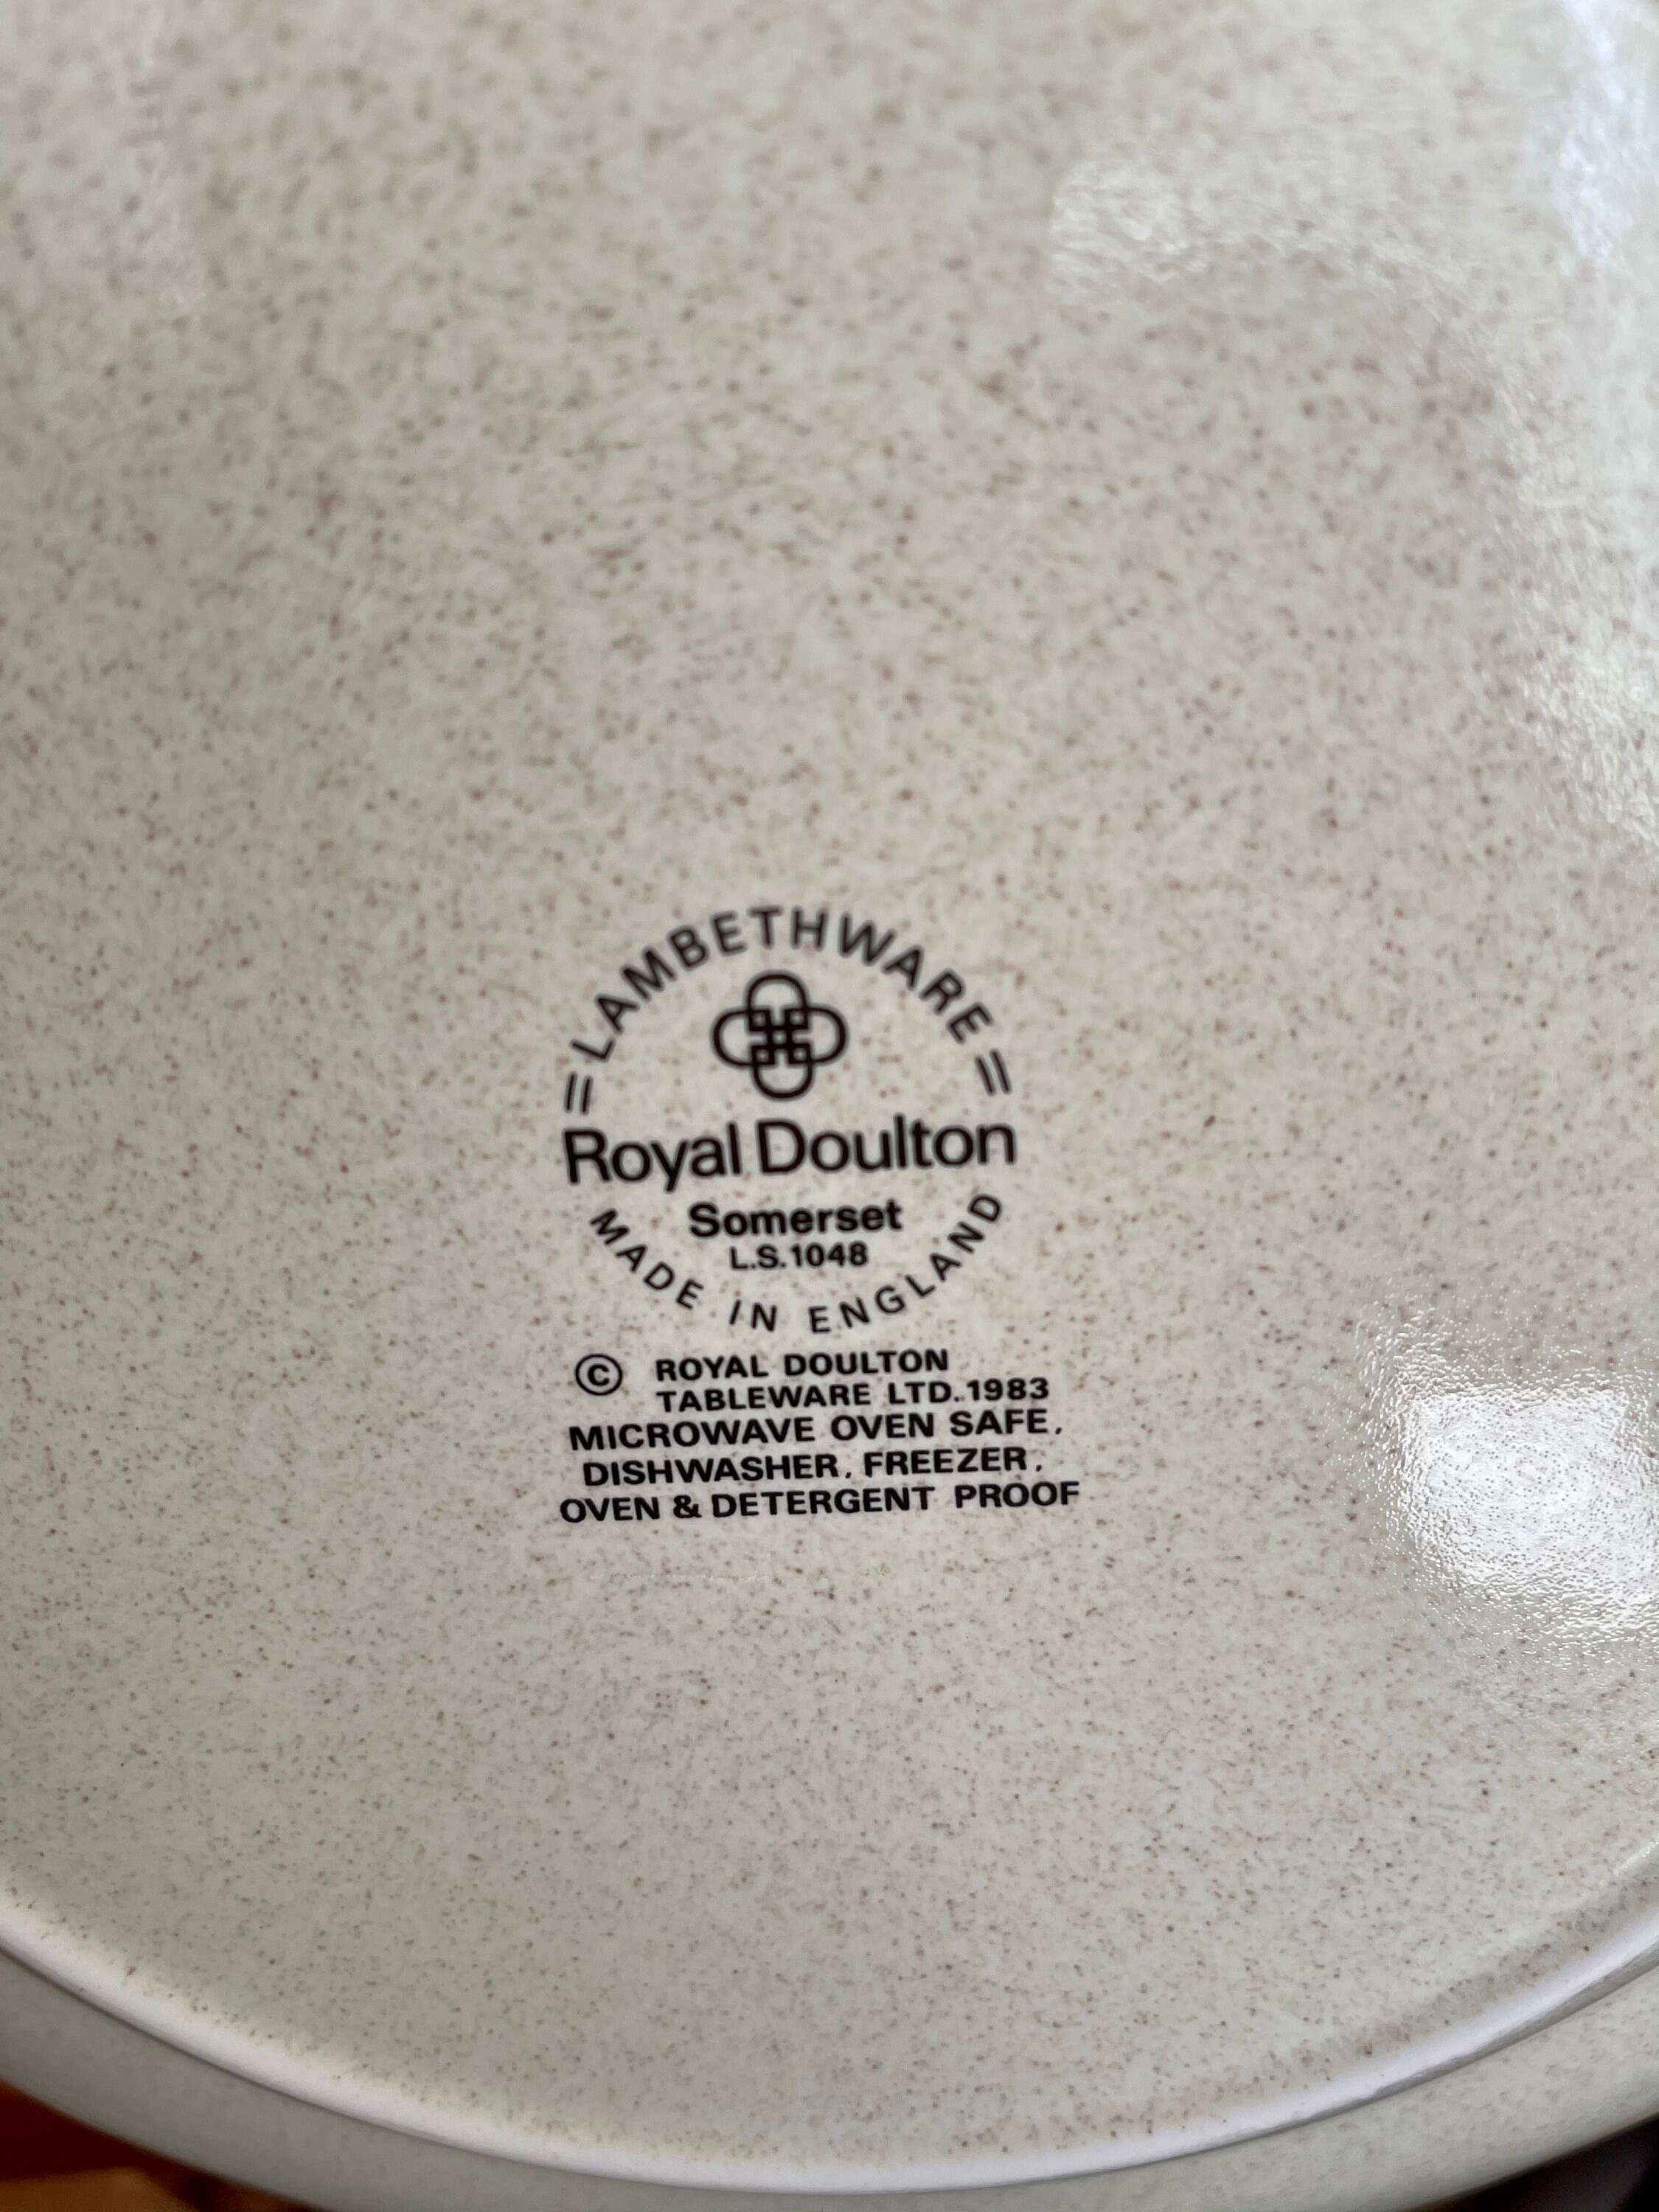 =LAMBETHWARE=
Royal Doulton
Somerset
L.S.1048
MADE IN ENGLAND
© ROYAL DOULTON
TABLEWARE LTD.1983
MICROWAVE OVEN SAFE.
DISHWASHER. FREEZER.
OVEN & DETERGENT PROOF